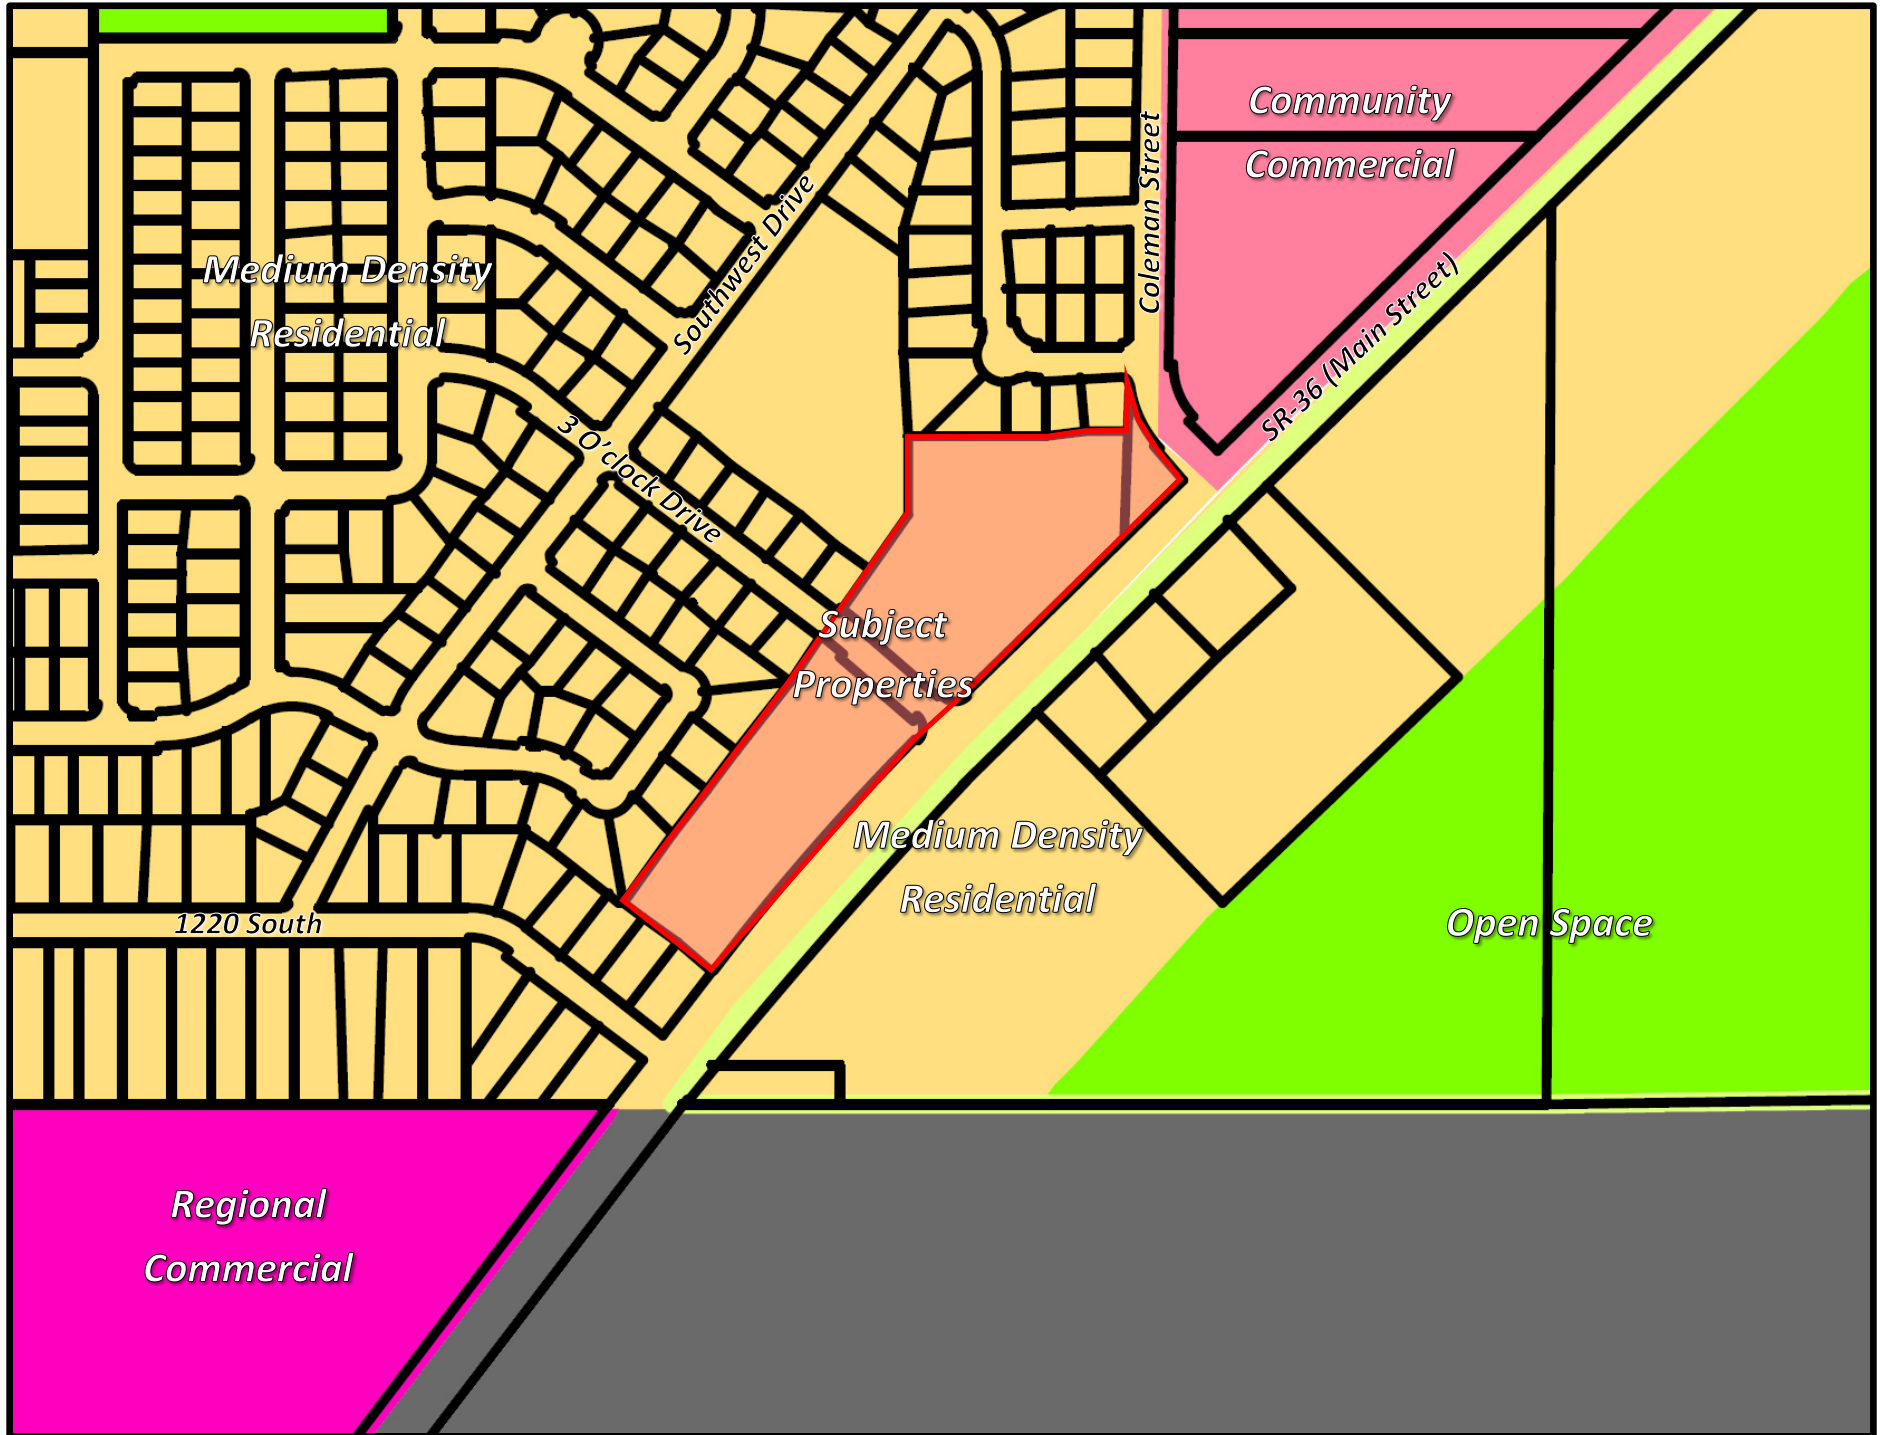 Community
Commercial
Coleman Street
Southwest Drive
Medium Density
Residential
SR-36 (Main Street)
3 O'clock Drive
Subject
Properties
Medium Density
Residential
1220 South
Open Space
Regional
Commercial